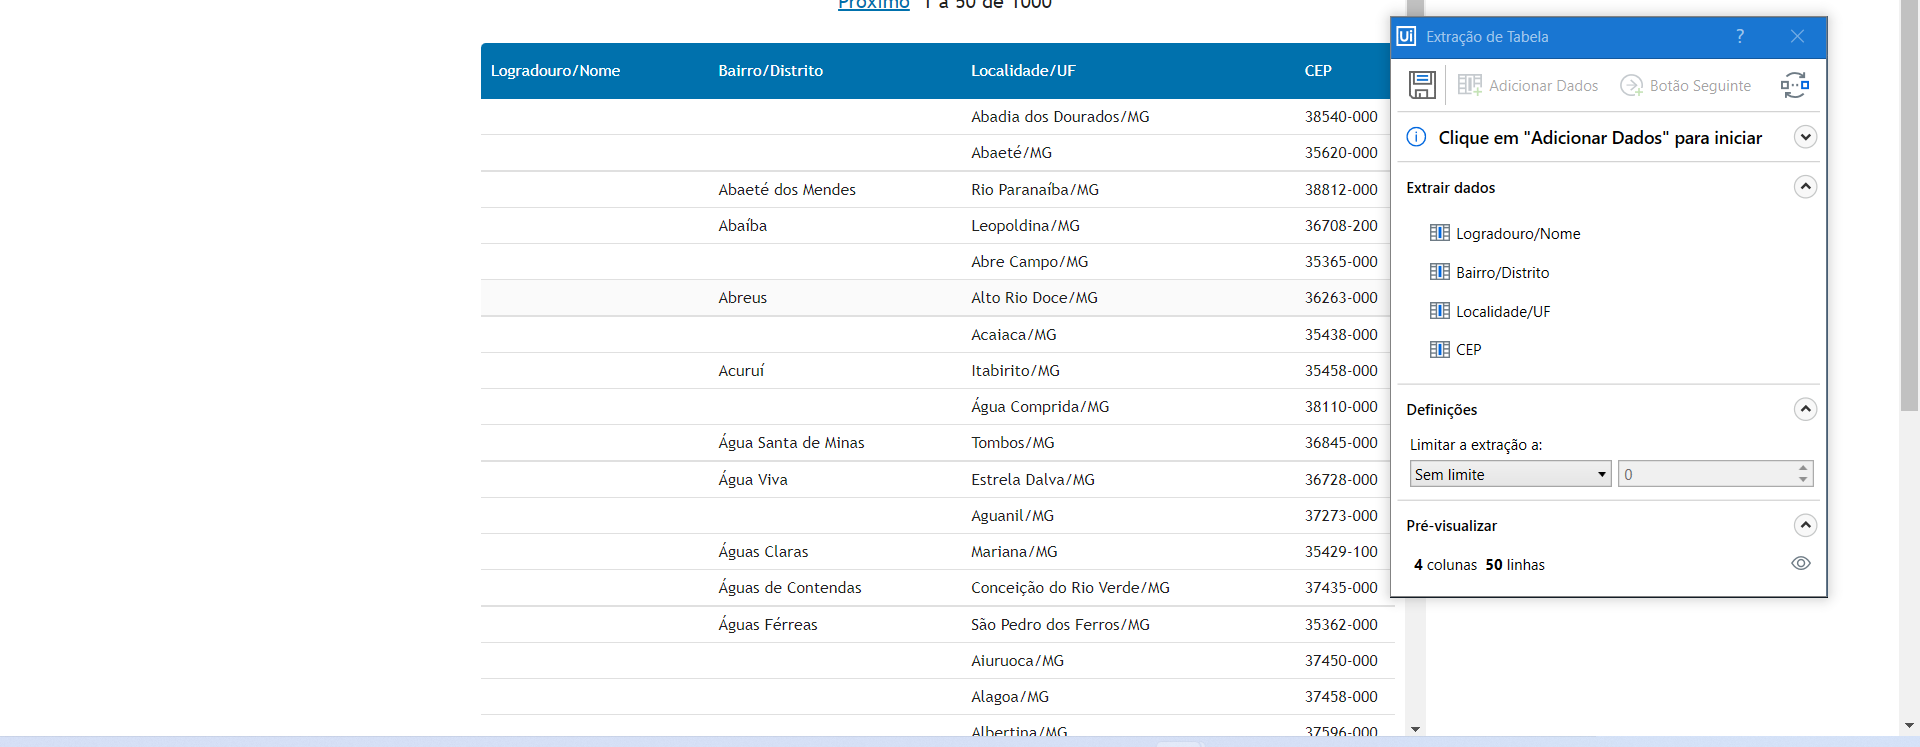 Próximo 1 a 50 de 1000
Logradouro/Nome Bairro/Distrito Localidade/UF CEP
Abadia dos Dourados/MG 38540-000
Abaeté/MG 35620-000
Abaeté dos Mendes Rio Paranaíba/MG 38812-000
Abaíba Leopoldina/MG 36708-200
Abre Campo/MG 35365-000
Abreus Alto Rio Doce/MG 36263-000
Acaiaca/MG 35438-000
Acuruí Itabirito/MG 35458-000
Água Comprida/MG 38110-000
Água Santa de Minas Tombos/MG 36845-000
Água Viva Estrela Dalva/MG 36728-000
Aguanil/MG 37273-000
Águas Claras Mariana/MG 35429-100
Águas de Contendas Conceição do Rio Verde/MG 37435-000
Águas Férreas São Pedro dos Ferros/MG 35362-000
Aiuruoca/MG 37450-000
Alagoa/MG 37458-000
Albertina/MG 37596-000
Ui Extração de Tabela ?
Adicionar Dados Botão Seguinte
Clique em "Adicionar Dados" para iniciar
Extrair dados
Logradouro/Nome
Bairro/Distrito
Localidade/UF
CEP
Definições
Limitar a extração a:
Sem limite 0
Pré-visualizar
4 colunas 50 linhas